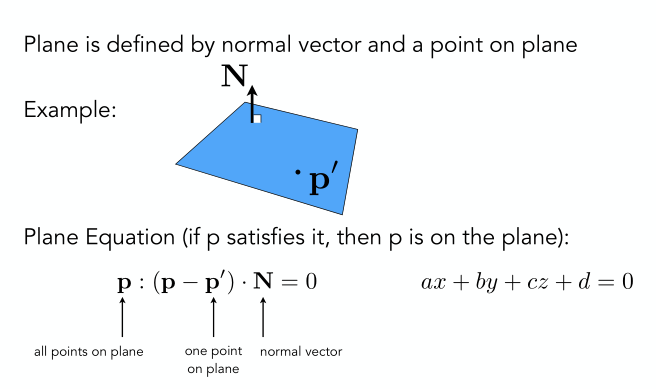 Plane is defined by normal vector and a point on plane
N
Example:
p′
Plane Equation (if p satisfies it, then p is on the plane):
p : (p − p′) · N = 0
ax + by + cz + d = 0
all points on plane
one point
on plane
normal vector